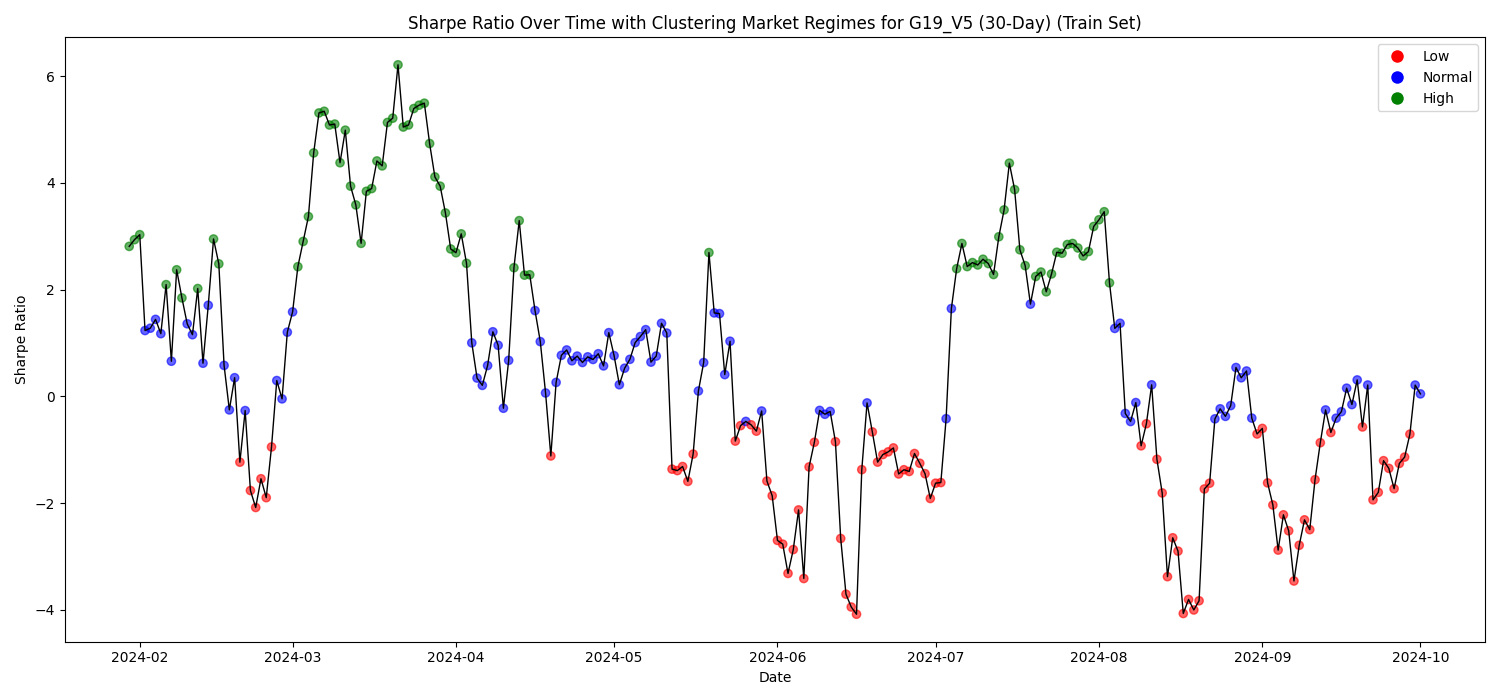 Sharpe Ratio Over Time with Clustering Market Regimes for G19_V5 (30-Day) (Train Set)
Low
Normal
High
Sharpe Ratio
6
4
2
0
−2
−4
2024-02
2024-03
2024-04
2024-05
2024-06
2024-07
2024-08
2024-09
2024-10
Date